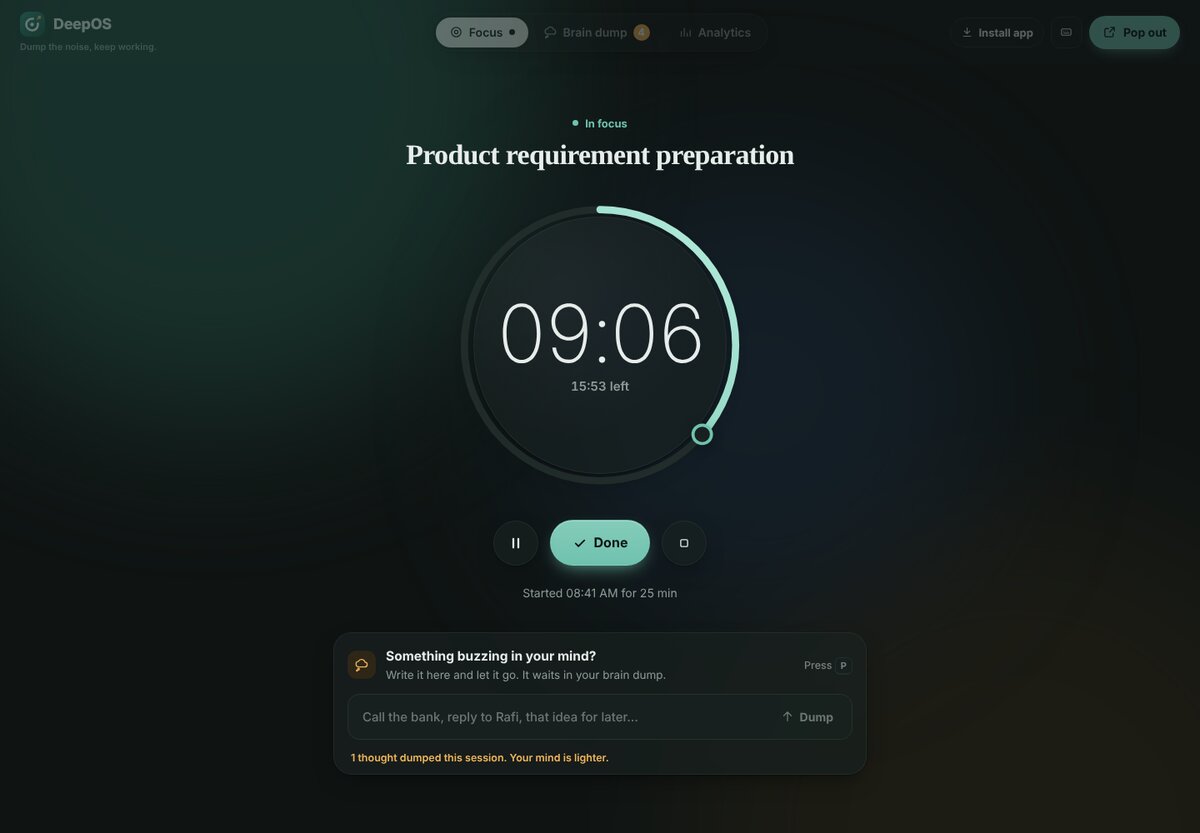 DeepOS
Dump the noise, keep working.
Focus
Brain dump 4
Analytics
Install app
Pop out
In focus
Product requirement preparation
09:06
15:53 left
Done
Started 08:41 AM for 25 min
Something buzzing in your mind?
Write it here and let it go. It waits in your brain dump.
Press P
Call the bank, reply to Rafi, that idea for later...
Dump
1 thought dumped this session. Your mind is lighter.